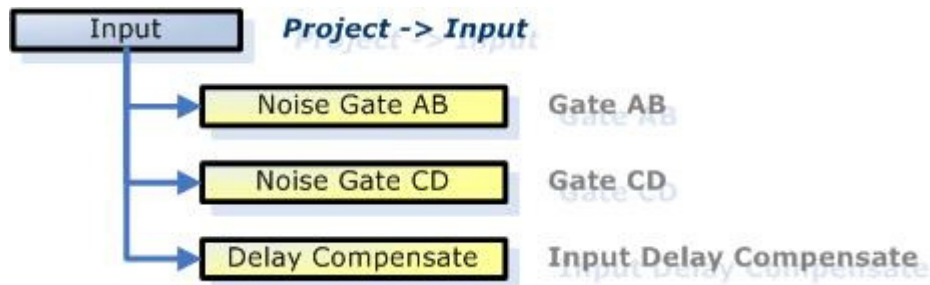 Input Project -> Input
Noise Gate AB Gate AB
Noise Gate CD Gate CD
Delay Compensate Input Delay Compensate